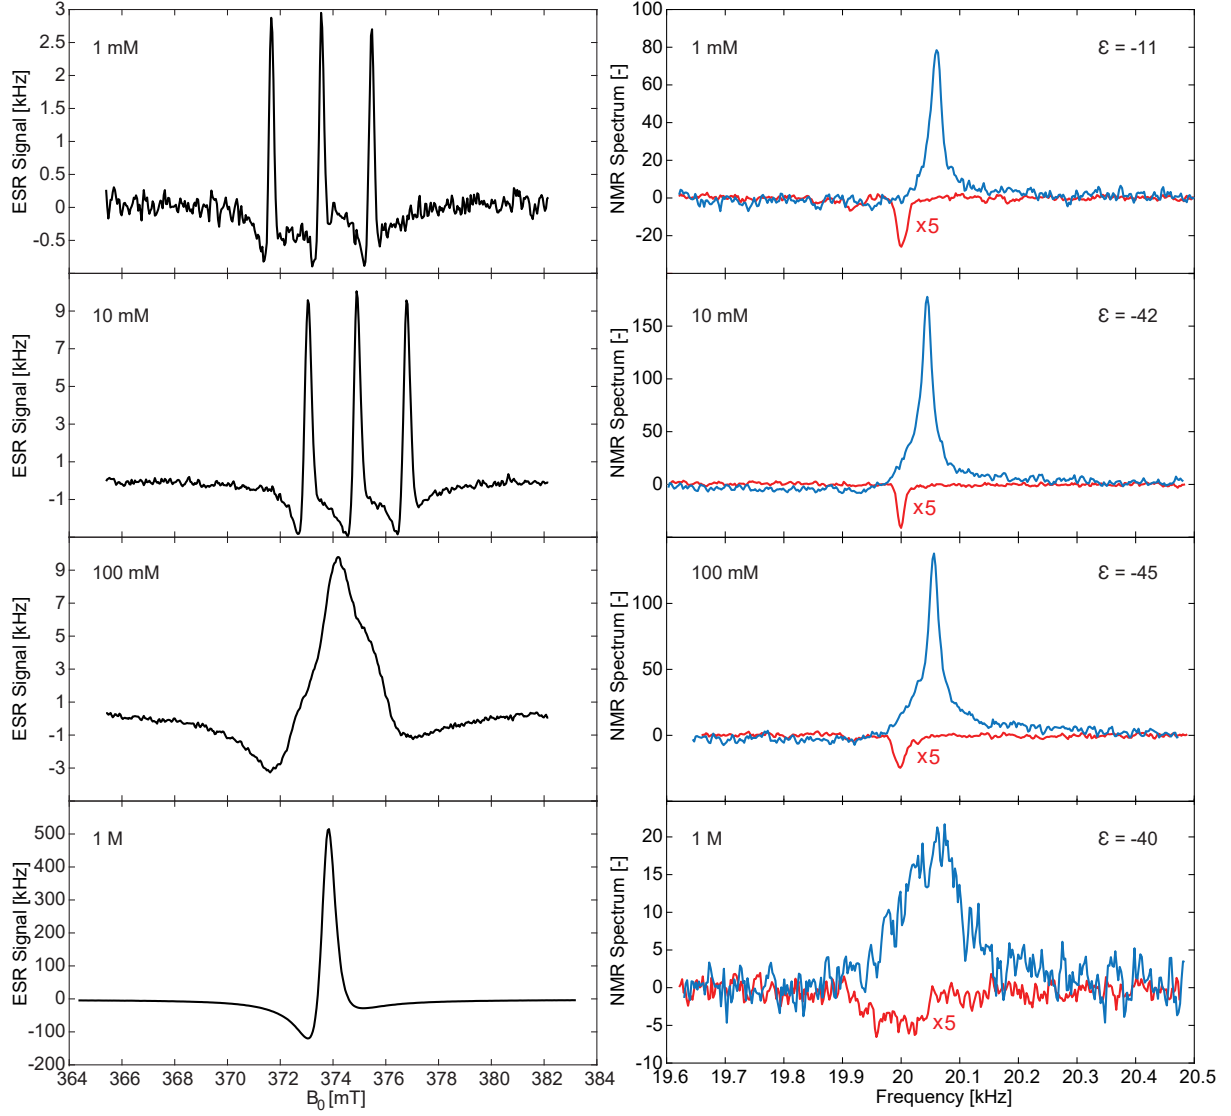 ESR Signal [kHz]
3
2.5
2
1.5
1
0.5
0
-0.5
1 mM
NMR Spectrum [-]
100
80
60
40
20
0
-20
1 mM
Ɛ = -11
x5
ESR Signal [kHz]
9
7
5
3
1
-1
10 mM
NMR Spectrum [-]
150
100
50
0
10 mM
Ɛ = -42
x5
ESR Signal [kHz]
9
7
5
3
1
-1
-3
100 mM
NMR Spectrum [-]
100
50
0
100 mM
Ɛ = -45
x5
ESR Signal [kHz]
500
400
300
200
100
0
-100
-200
1 M
364 366 368 370 372 374 376 378 380 382 384
B0 [mT]
NMR Spectrum [-]
20
15
10
5
0
-5
-10
1 M
Ɛ = -40
x5
19.6 19.7 19.8 19.9 20 20.1 20.2 20.3 20.4 20.5
Frequency [kHz]